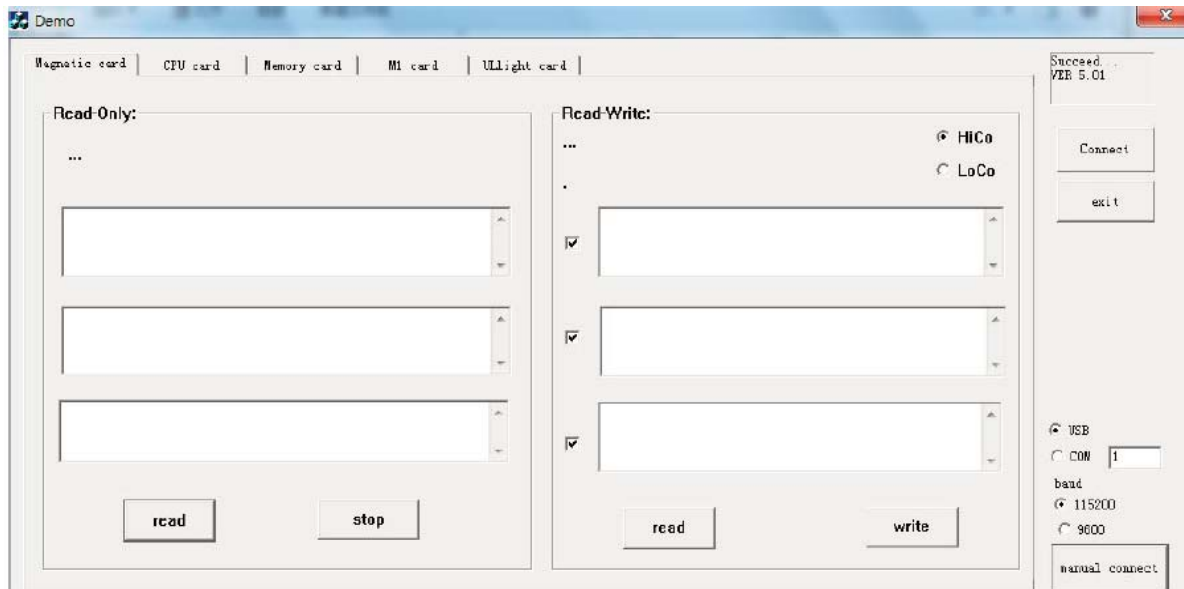 Demo
Magnetic card CPU card Memory card M1 card ULlight card
Succeed...
VER 5.01
Read-Only:
...
Read-Write:
...
.
HiCo
LoCo
Connect
exit
read stop
read write
USB
CON 1
baud
115200
9600
manual connect